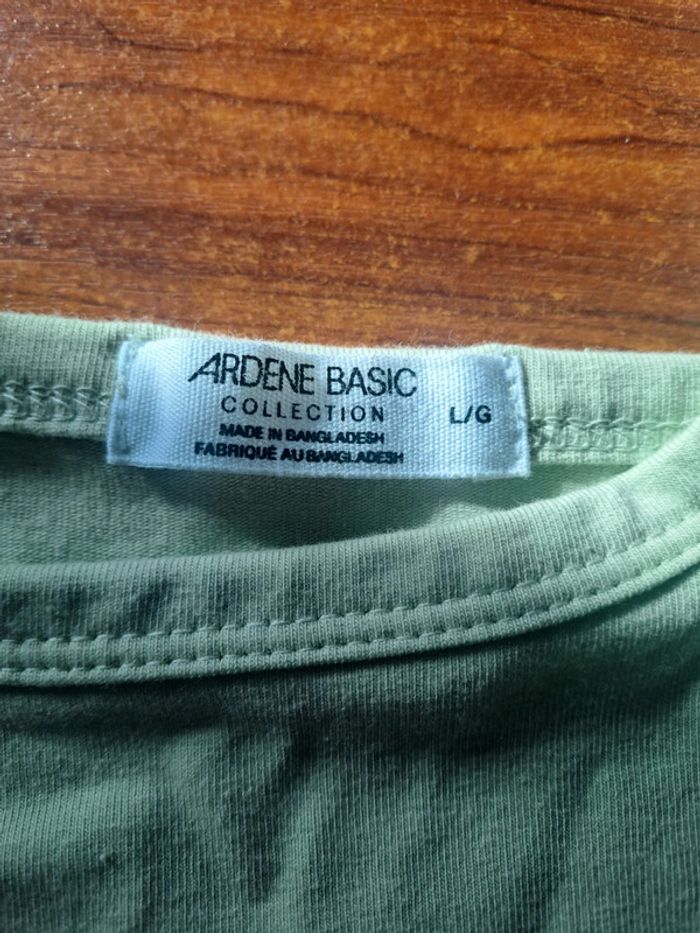 ARDENE BASIC
COLLECTION
L/G
MADE IN BANGLADESH
FABRIQUÉ AU BANGLADESH